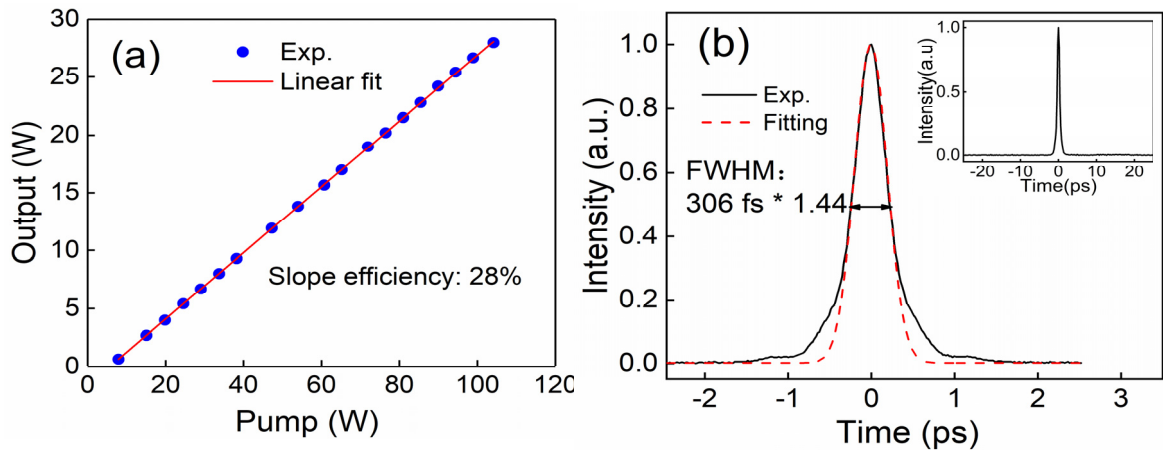 (a)
Exp.
Linear fit
Slope efficiency: 28%
Output (W)
30
25
20
15
10
5
0
0 20 40 60 80 100 120
Pump (W)
(b)
Exp.
Fitting
FWHM：
306 fs * 1.44
Intensity (a.u.)
1.0
0.8
0.6
0.4
0.2
0.0
-2 -1 0 1 2 3
Time (ps)
Intensity(a.u)
1.0
0.5
0.0
-20 -10 0 10 20
Time(ps)